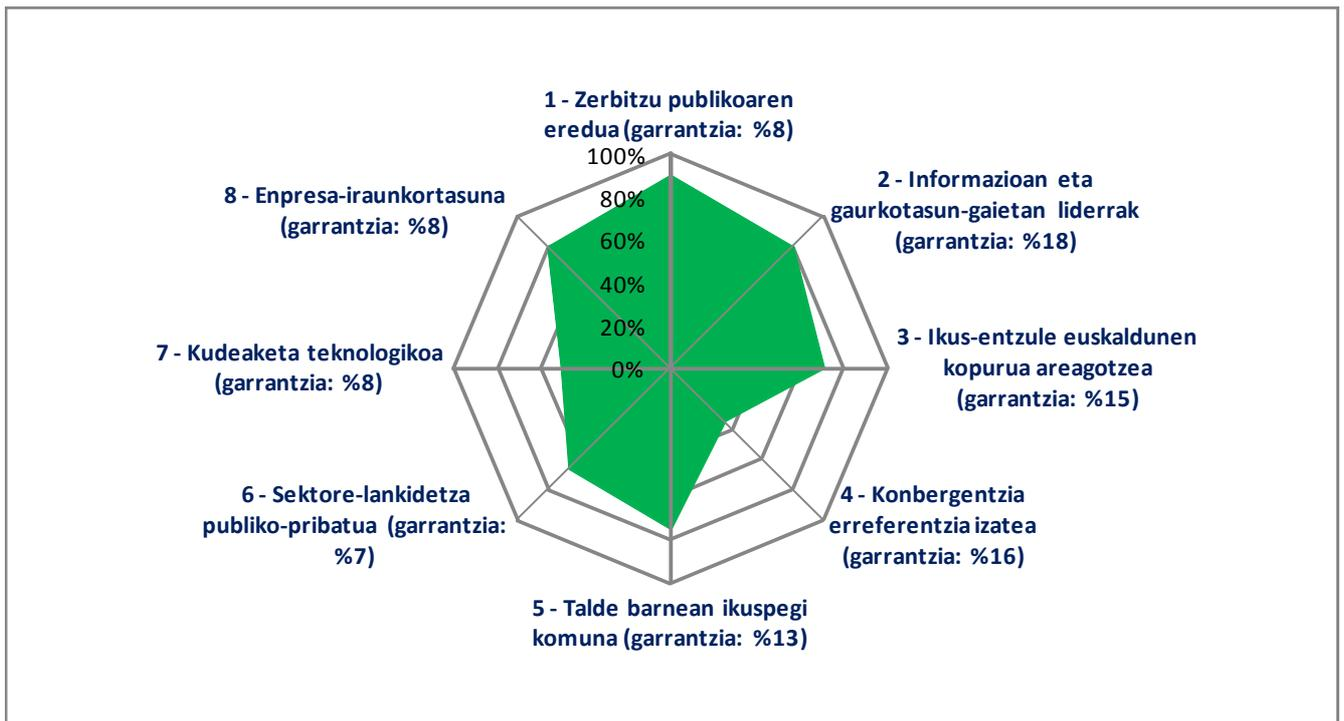 1 - Zerbitzu publikoaren
eredua (garrantzia: %8)
100%
80%
60%
40%
20%
0%
2 - Informazioan eta
gaurkotasun-gaietan liderrak
(garrantzia: %18)
3 - Ikus-entzule euskaldunen
kopurua areagotzea
(garrantzia: %15)
4 - Konbergentzia
erreferentzia izatea
(garrantzia: %16)
5 - Talde barnean ikuspegi
komuna (garrantzia: %13)
6 - Sektore-lankidetza
publiko-pribatua (garrantzia:
%7)
7 - Kudeaketa teknologikoa
(garrantzia: %8)
8 - Enpresa-iraunkortasuna
(garrantzia: %8)